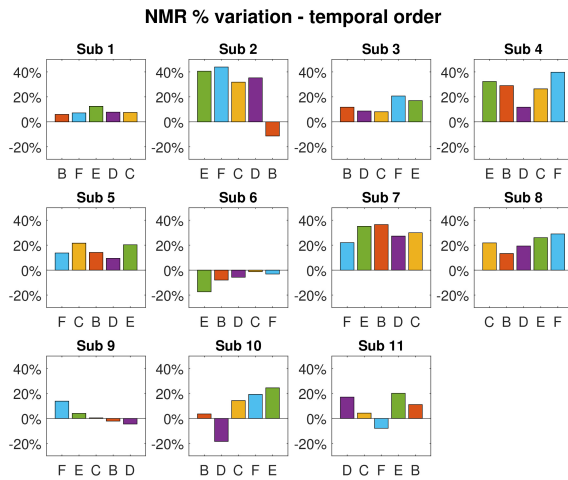 NMR % variation - temporal order
Sub 1 Sub 2 Sub 3 Sub 4
40% 40% 40% 40%
20% 20% 20% 20%
0 0 0 0
-20% -20% -20% -20%
B F E D C E F C D B B D C F E E B D C F
Sub 5 Sub 6 Sub 7 Sub 8
40% 40% 40% 40%
20% 20% 20% 20%
0 0 0 0
-20% -20% -20% -20%
F C B D E E B D C F F E B D C C B D E F
Sub 9 Sub 10 Sub 11
40% 40% 40%
20% 20% 20%
0 0 0
-20% -20% -20%
F E C B D B D C F E D C F E B